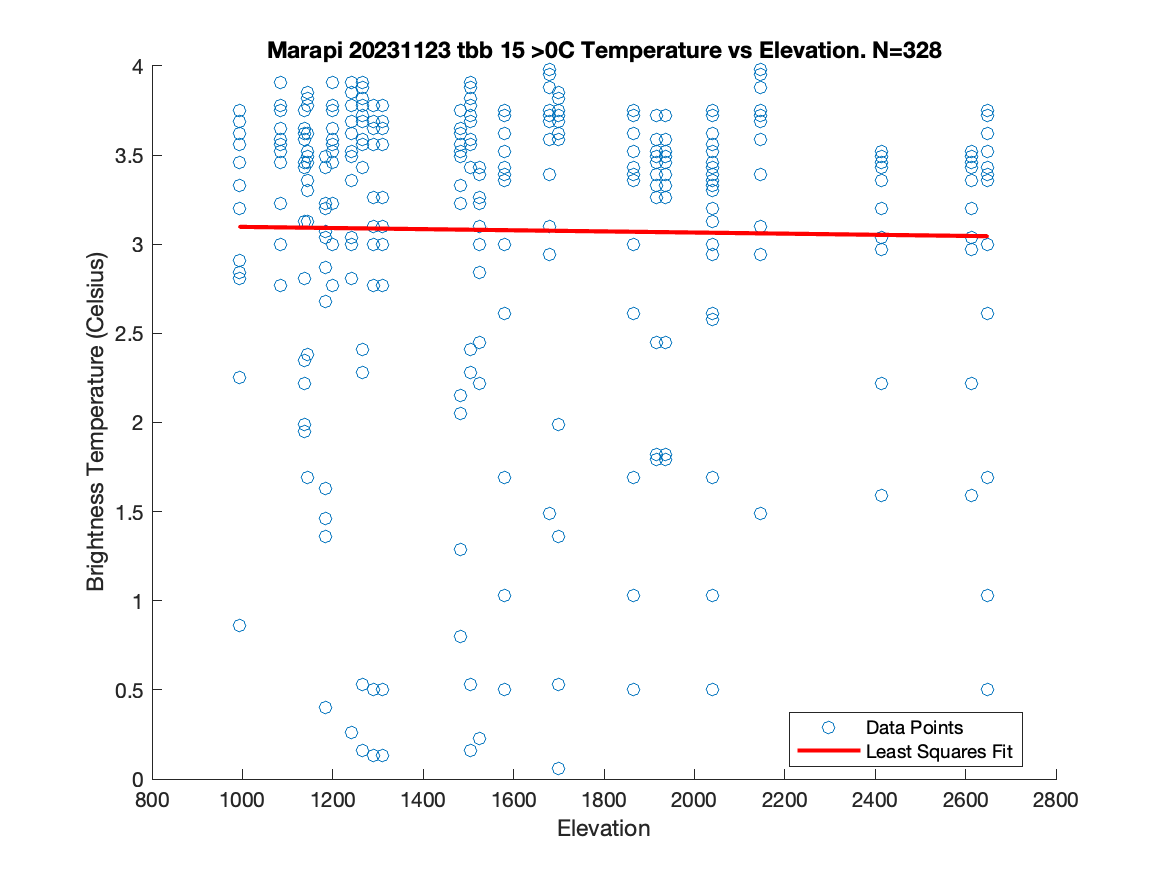 Marapi 20231123 tbb 15 >0C Temperature vs Elevation. N=328
4
3.5
3
2.5
2
1.5
1
0.5
0
Brightness Temperature (Celsius)
Data Points
Least Squares Fit
800 1000 1200 1400 1600 1800 2000 2200 2400 2600 2800
Elevation